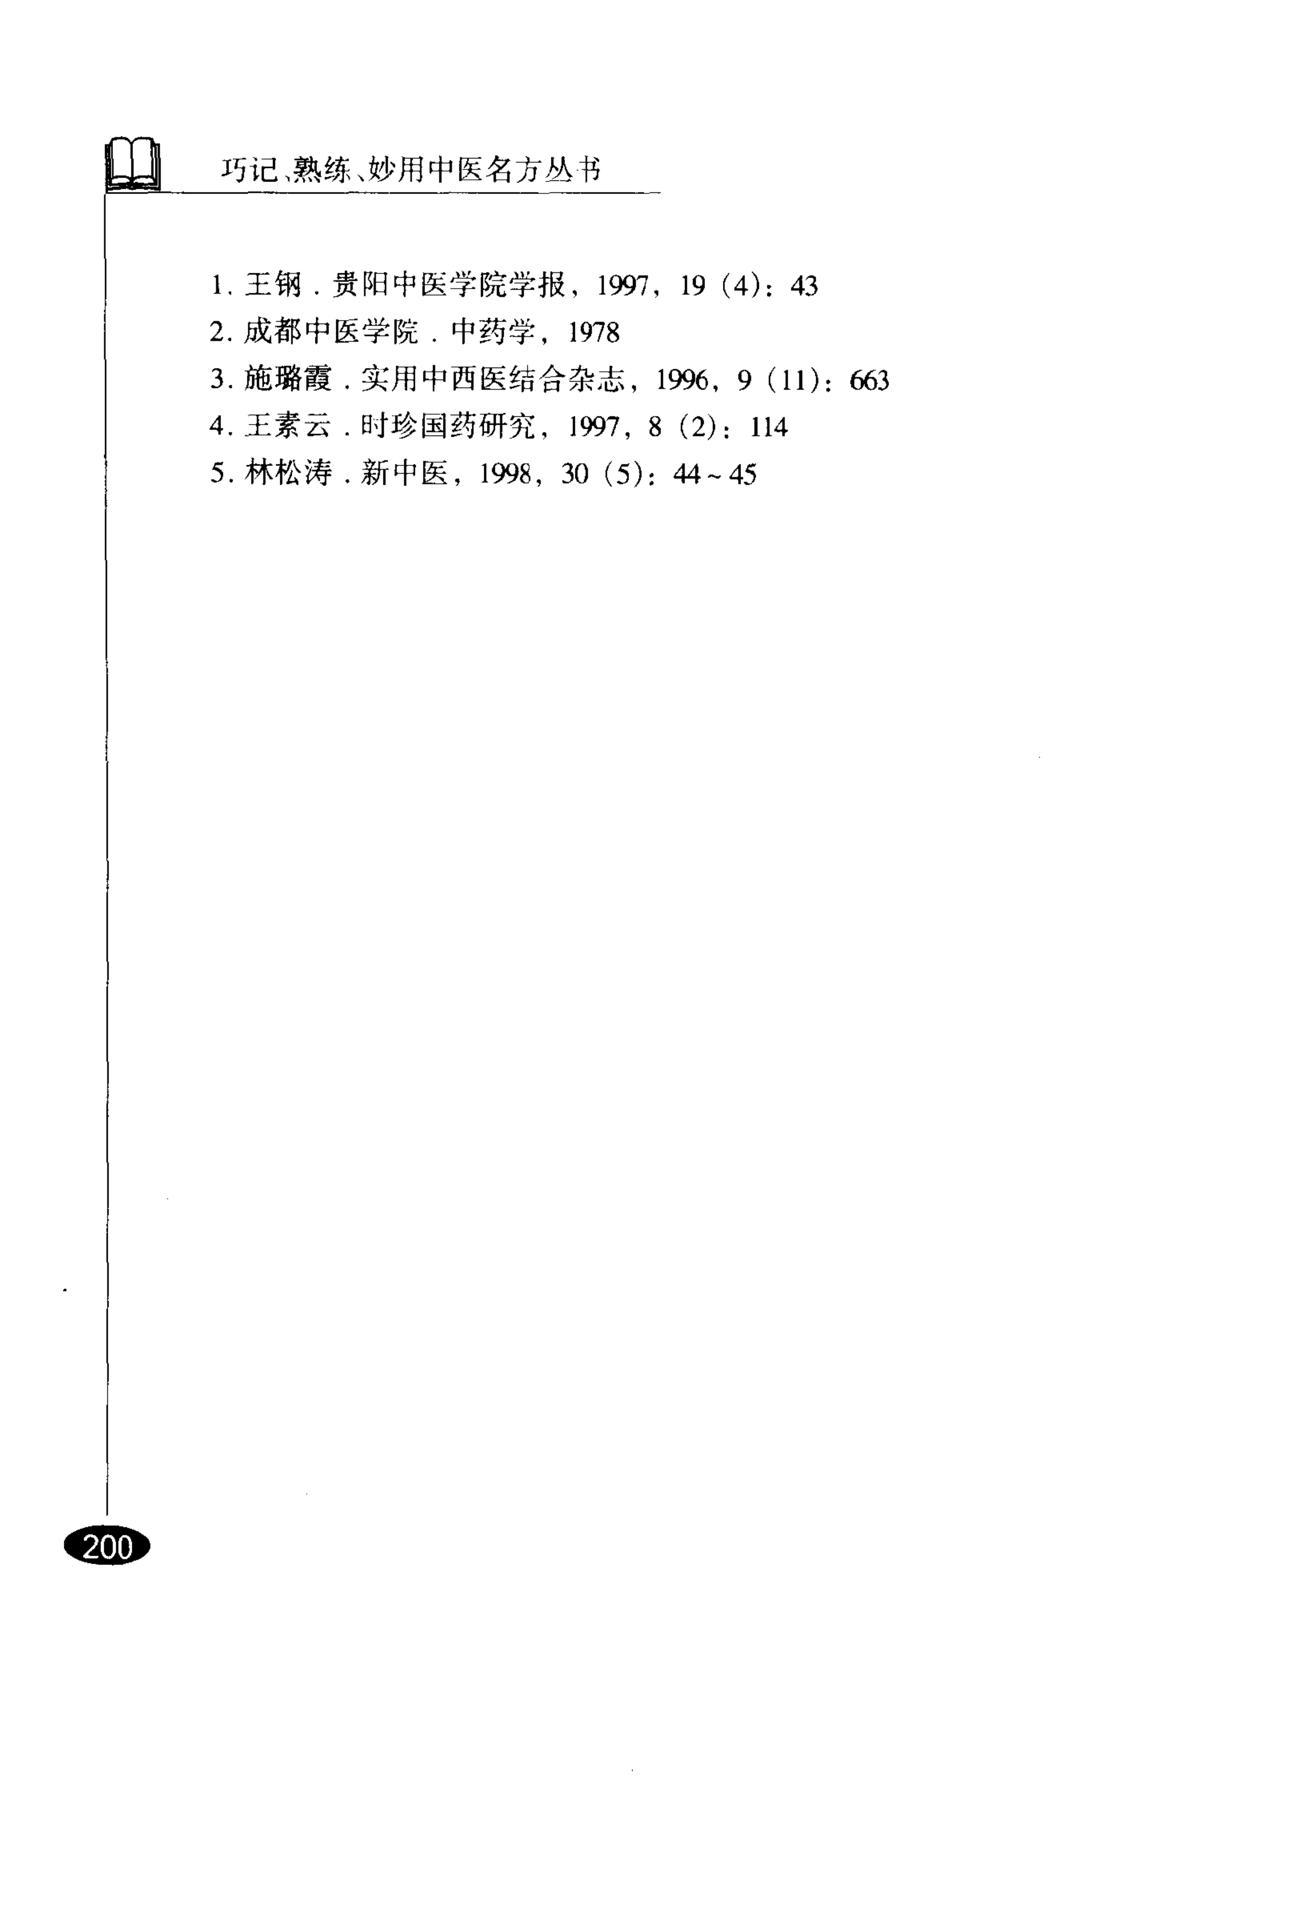 巧记、熟练、妙用中医名方丛书
1. 王钢．贵阳中医学院学报，1997，19（4）：43
2. 成都中医学院．中药学，1978
3. 施璐霞．实用中西医结合杂志，1996，9（11）：663
4. 王素云．时珍国药研究，1997，8（2）：114
5. 林松涛．新中医，1998，30（5）：44～45
200